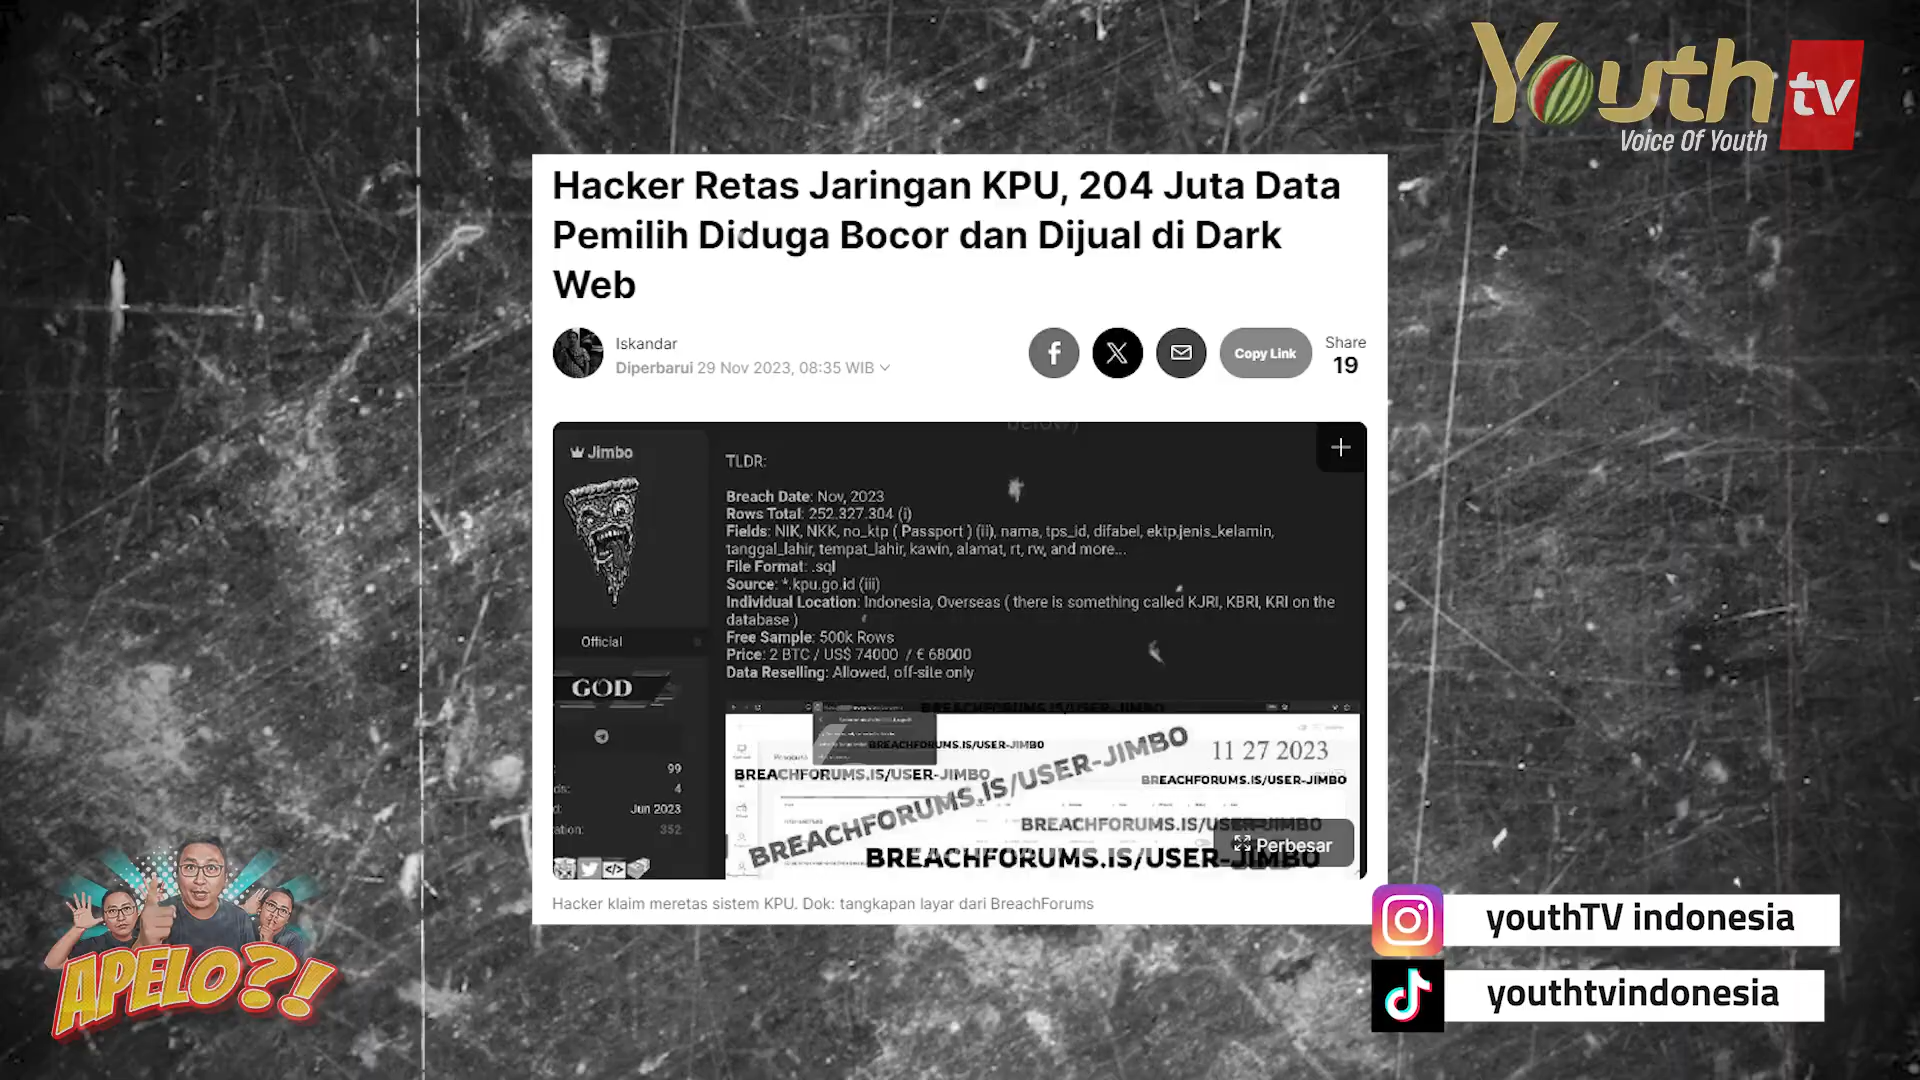 Youth tv
Voice Of Youth
Hacker Retas Jaringan KPU, 204 Juta Data
Pemilih Diduga Bocor dan Dijual di Dark
Web
Iskandar
Diperbarui 29 Nov 2023, 08:35 WIB
f
X
Copy Link
Share
19
Jimbo
Official
GOD
99
4
Jun 2023
352
TLDR:
Breach Date: Nov, 2023
Rows Total: 252.327.304 (i)
Fields: NIK, NKK, no_ktp ( Passport ) (ii), nama, tps_id, difabel, ektp,jenis_kelamin,
tanggal_lahir, tempat_lahir, kawin, alamat, rt, rw, and more...
File Format: .sql
Source: *.kpu.go.id (iii)
Individual Location: Indonesia, Overseas ( there is something called KJRI, KBRI, KRI on the
database )
Free Sample: 500k Rows
Price: 2 BTC / US$ 74000 / € 68000
Data Reselling: Allowed, off-site only
BREACHFORUMS.IS/USER-JIMBO
BREACHFORUMS.IS/USER-JIMBO
11 27 2023
BREACHFORUMS.IS/USER-JIMBO
BREACHFORUMS.IS/USER-JIMBO
BREACHFORUMS.IS/USER-JIMBO
BREACHFORUMS.IS/USER-JIMBO
BREACHFORUMS.IS/USER-JIMBO
Perbesar
Hacker klaim meretas sistem KPU. Dok: tangkapan layar dari BreachForums
APELO?!
youthTV indonesia
youthtvindonesia